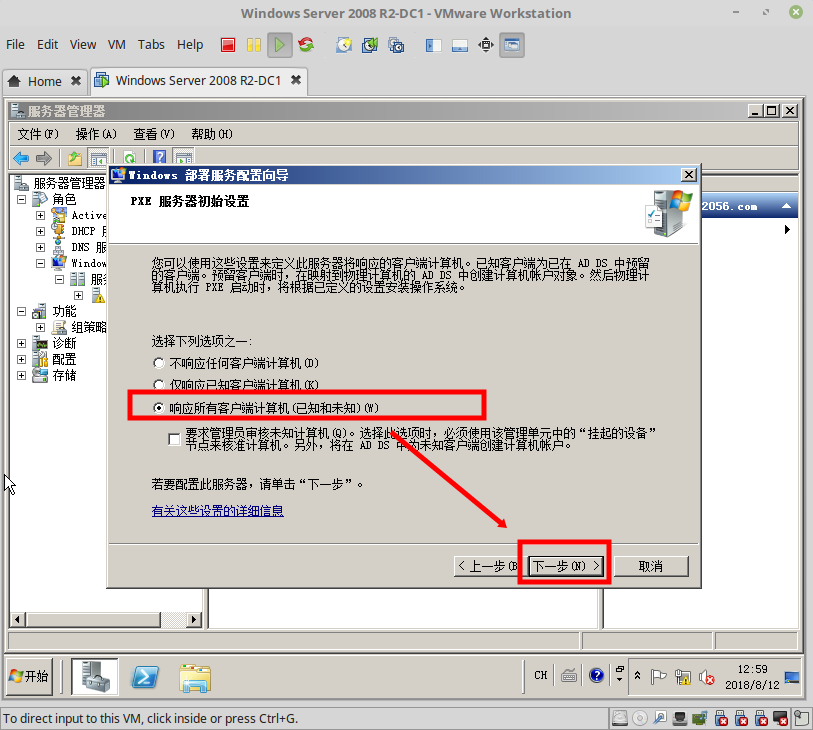 Windows Server 2008 R2-DC1 - VMware Workstation
File Edit View VM Tabs Help
Home Windows Server 2008 R2-DC1
服务器管理器
文件(F) 操作(A) 查看(V) 帮助(H)
服务器管理器
角色
Active
DHCP 服
DNS 服
Window
服务
功能
组策略
诊断
配置
存储
2056.com
Windows 部署服务配置向导
PXE 服务器初始设置
您可以使用这些设置来定义此服务器将响应的客户端计算机。已知客户端为已在 AD DS 中预留
的客户端。预留客户端时，在映射到物理计算机的 AD DS 中创建计算机帐户对象。然后物理计
算机执行 PXE 启动时，将根据已定义的设置安装操作系统。
选择下列选项之一:
不响应任何客户端计算机(D)
仅响应已知客户端计算机(K)
响应所有客户端计算机(已知和未知)(W)
要求管理员审核未知计算机(Q)。选择此选项时，必须使用该管理单元中的“挂起的设备”
节点来核准计算机。另外，将在 AD DS 中为未知客户端创建计算机帐户。
若要配置此服务器，请单击“下一步”。
有关这些设置的详细信息
< 上一步(B 下一步(N) > 取消
开始
CH
12:59
2018/8/12
To direct input to this VM, click inside or press Ctrl+G.